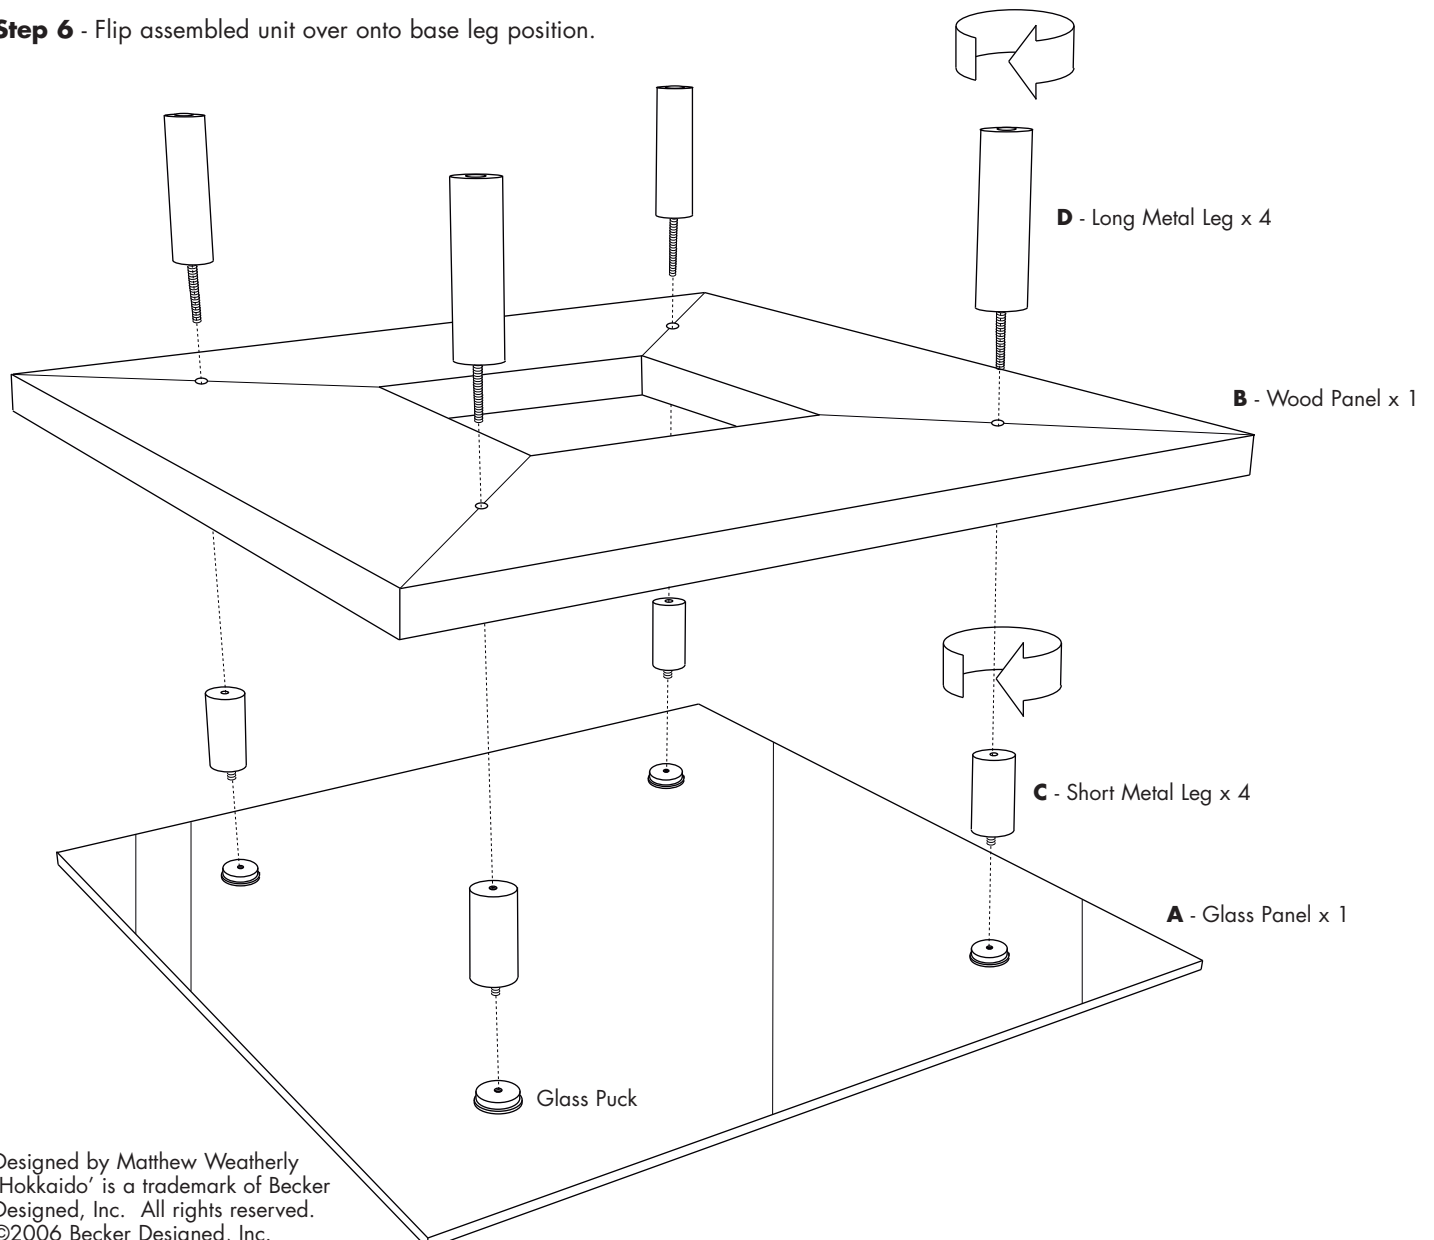 Step 6 - Flip assembled unit over onto base leg position.
D - Long Metal Leg x 4
B - Wood Panel x 1
C - Short Metal Leg x 4
A - Glass Panel x 1
Glass Puck
Designed by Matthew Weatherly
‘Hokkaido’ is a trademark of Becker
Designed, Inc.  All rights reserved.
©2006 Becker Designed, Inc.